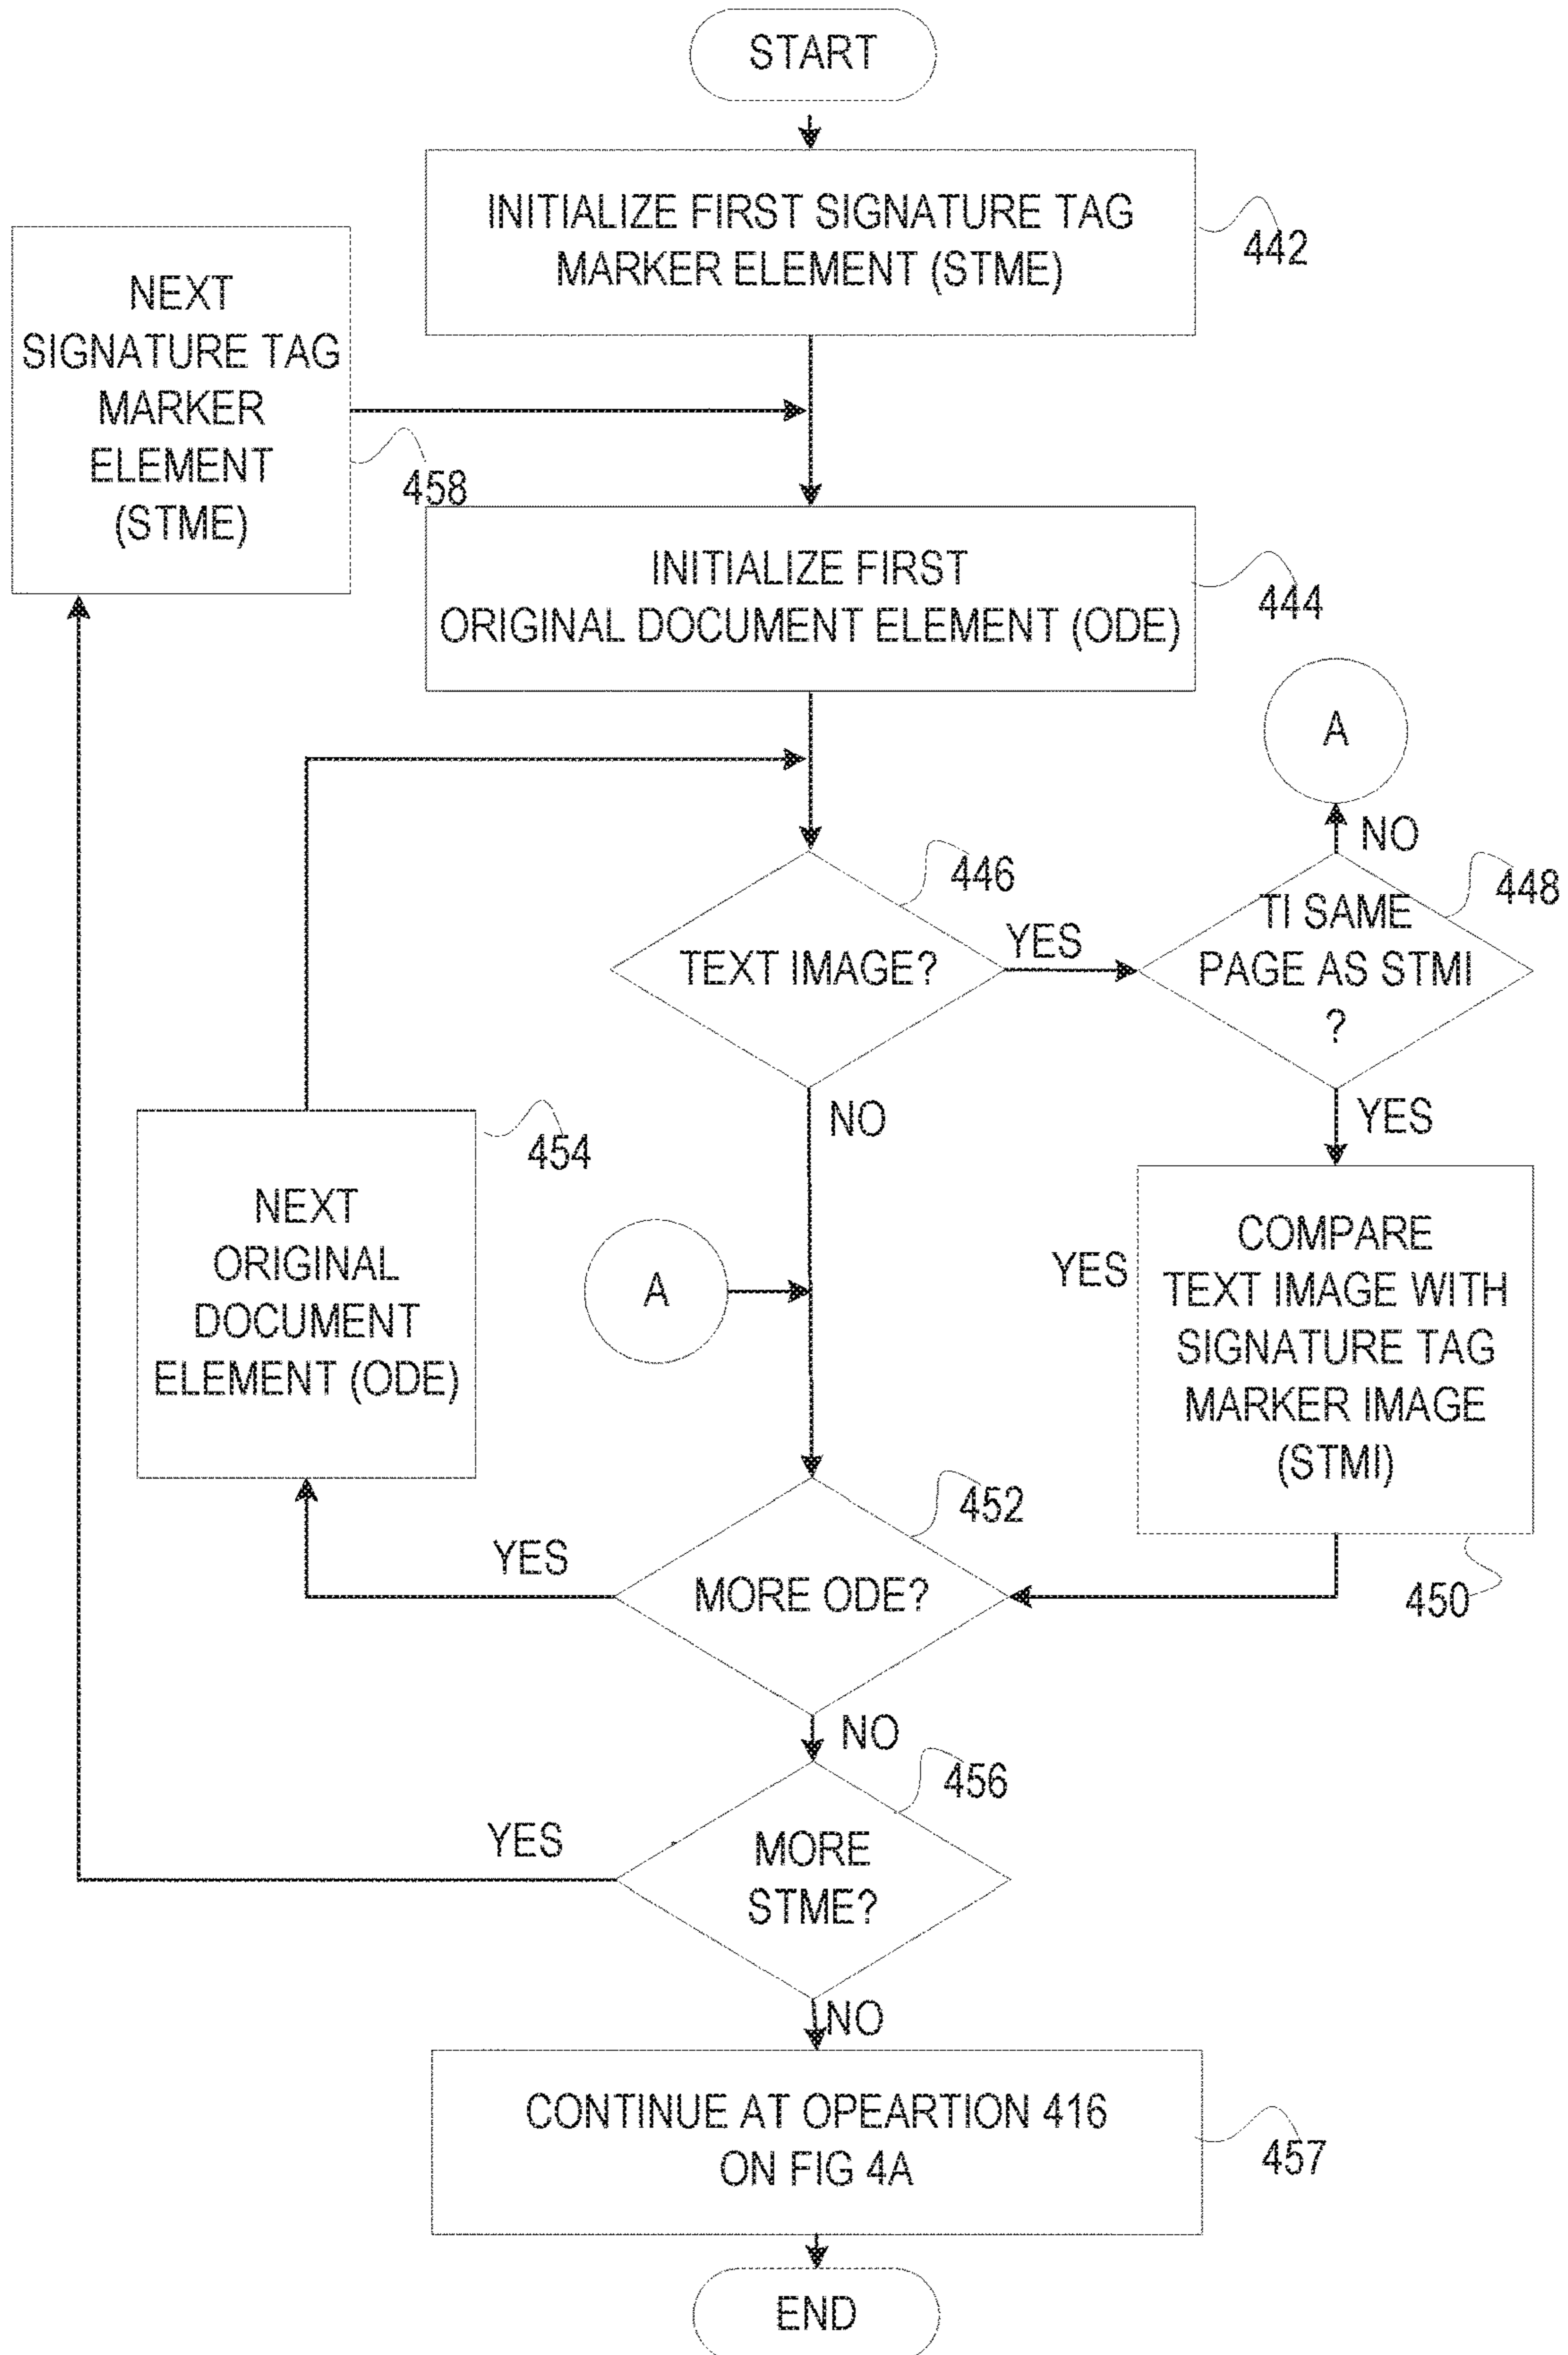 START
INITIALIZE FIRST SIGNATURE TAG
MARKER ELEMENT (STME)
442
NEXT
SIGNATURE TAG
MARKER
ELEMENT
(STME)
458
INITIALIZE FIRST
ORIGINAL DOCUMENT ELEMENT (ODE)
444
A
NO
446
448
TEXT IMAGE?
YES
TI SAME
PAGE AS STMI
?
NO
YES
454
NEXT
ORIGINAL
DOCUMENT
ELEMENT (ODE)
A
YES
COMPARE
TEXT IMAGE WITH
SIGNATURE TAG
MARKER IMAGE
(STMI)
450
452
YES
MORE ODE?
NO
456
YES
MORE
STME?
NO
CONTINUE AT OPEARTION 416
ON FIG 4A
457
END